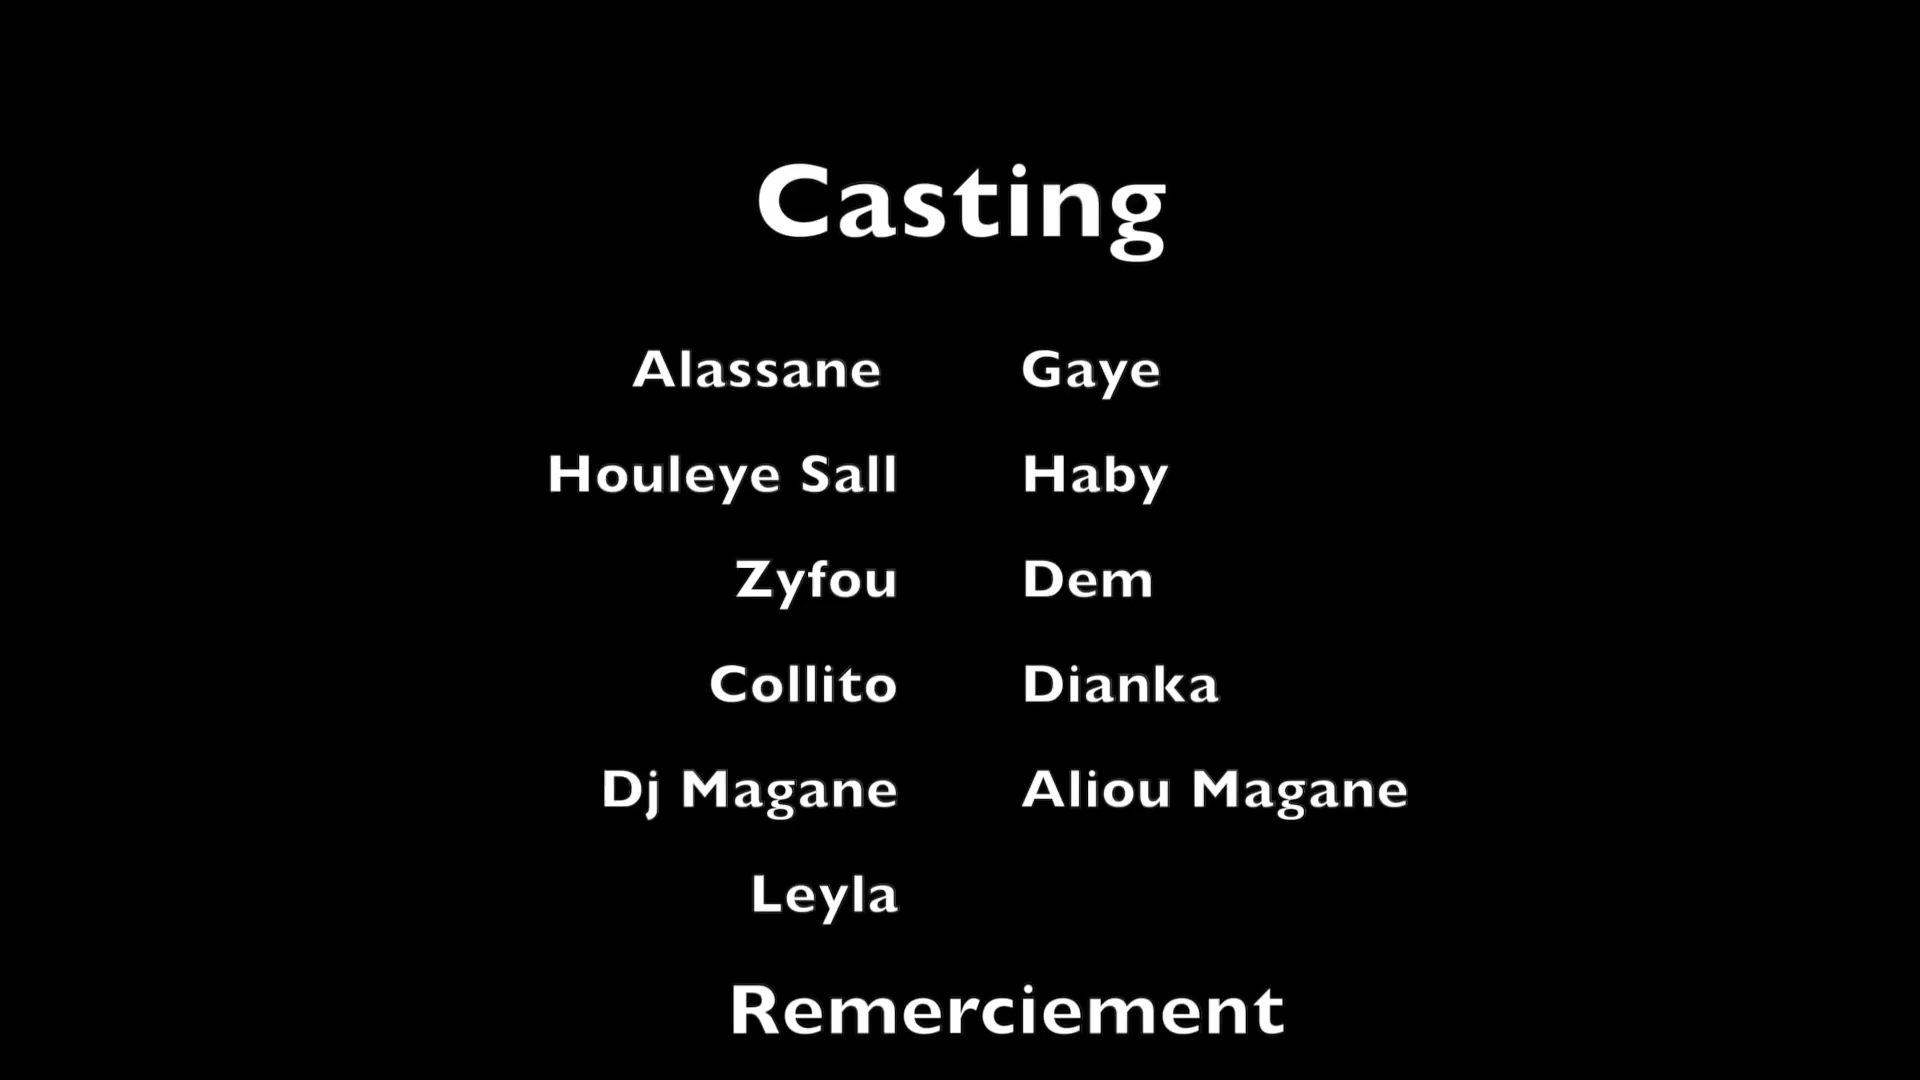 Casting
Alassane Gaye
Houleye Sall Haby
Zyfou Dem
Collito Dianka
Dj Magane Aliou Magane
Leyla
Remerciement